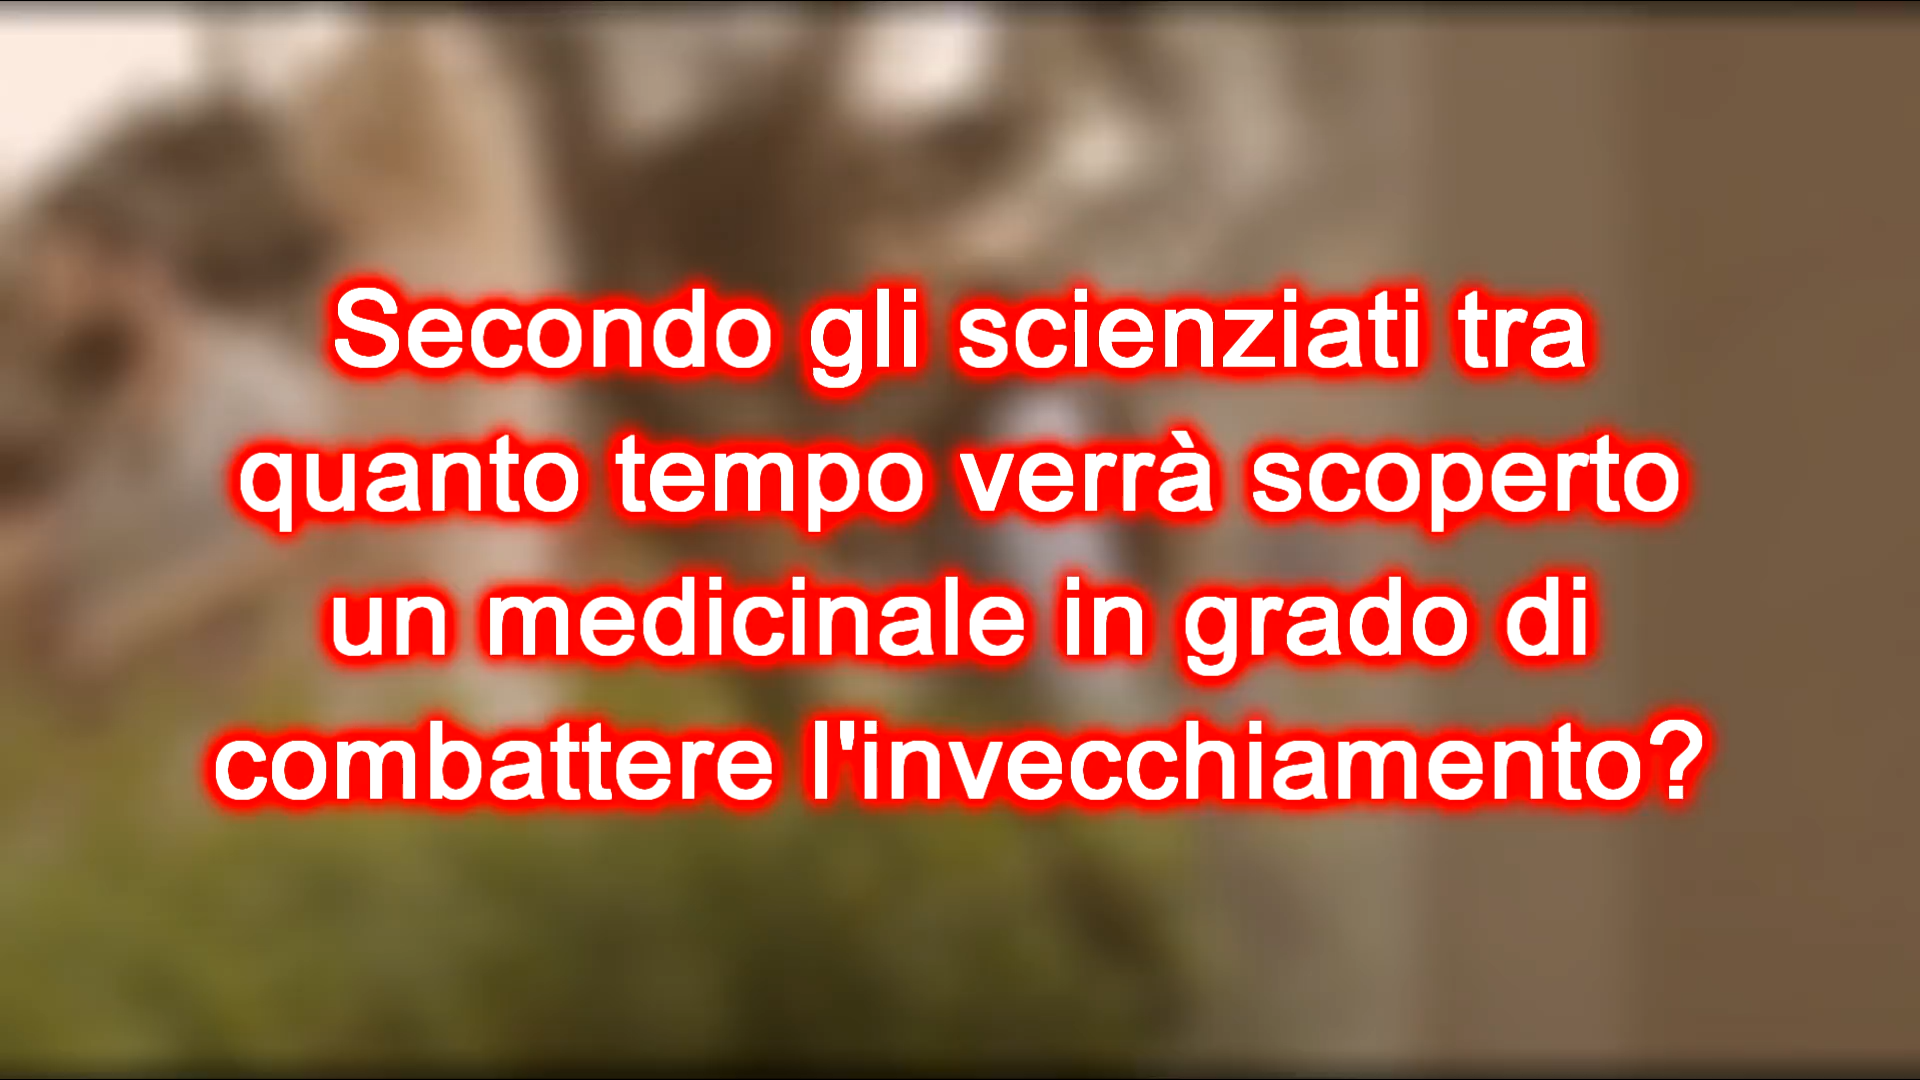 Secondo gli scienziati tra
quanto tempo verrà scoperto
un medicinale in grado di
combattere l'invecchiamento?